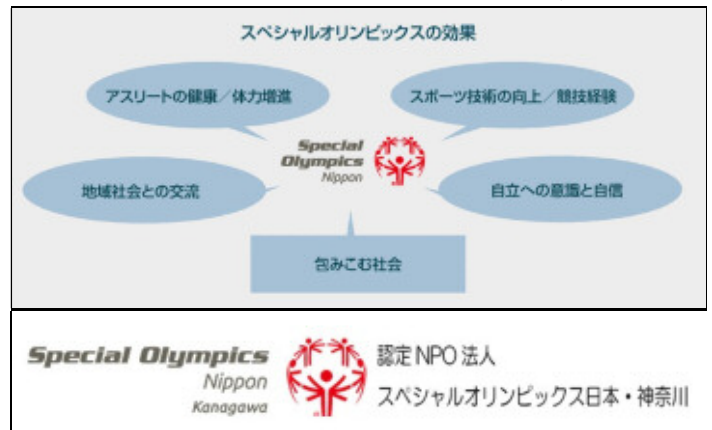 スペシャルオリンピックスの効果
アスリートの健康／体力増進
スポーツ技術の向上／競技経験
Special
Olympics
Nippon
地域社会との交流
自立への意識と自信
包みこむ社会
Special Olympics
Nippon
Kanagawa
認定NPO法人
スペシャルオリンピックス日本・神奈川